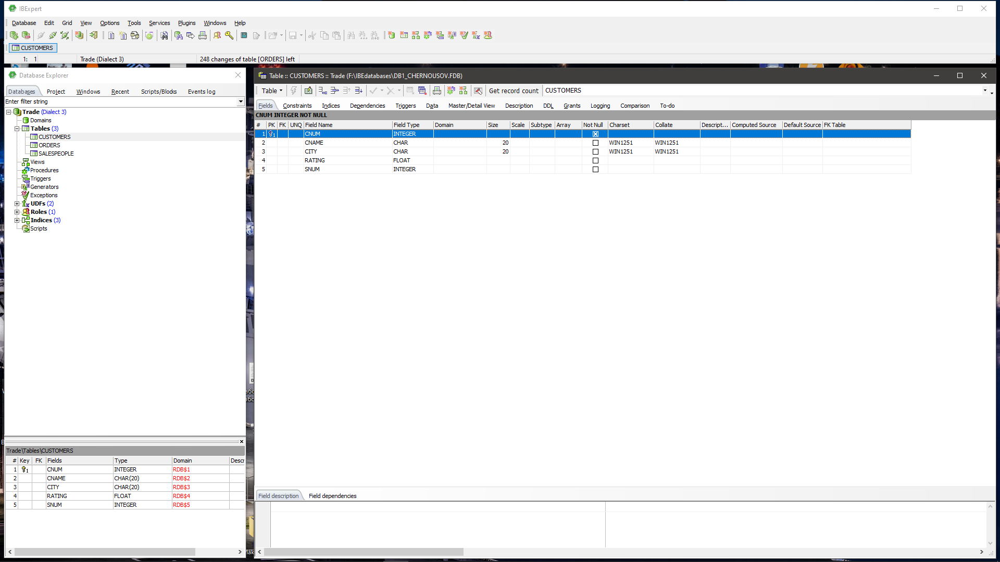 IBExpert
Database Edit Grid View Options Tools Services Plugins Windows Help
CUSTOMERS
1: 1 Trade (Dialect 3) 248 changes of table [ORDERS] left
Database Explorer
Databases Project Windows Recent Scripts/Blocks Events log
Enter filter string
Trade (Dialect 3)
Domains
Tables (3)
CUSTOMERS
ORDERS
SALESPEOPLE
Views
Procedures
Triggers
Generators
Exceptions
UDFs (2)
Roles (1)
Indices (3)
Scripts
Trade\Tables\CUSTOMERS
# Key FK Fields Type Domain Descr
1 1 CNUM INTEGER RDB$1
2 CNAME CHAR(20) RDB$2
3 CITY CHAR(20) RDB$3
4 RATING FLOAT RDB$4
5 SNUM INTEGER RDB$5
Table :: CUSTOMERS :: Trade (F:\IBEdatabases\DB1_CHERNOUSOV.FDB)
Table Get record count CUSTOMERS
Fields Constraints Indices Dependencies Triggers Data Master/Detail View Description DDL Grants Logging Comparison To-do
CNUM INTEGER NOT NULL
# PK FK UNQ Field Name Field Type Domain Size Scale Subtype Array Not Null Charset Collate Descript... Computed Source Default Source FK Table
1 1 CNUM INTEGER
2 CNAME CHAR 20 WIN1251 WIN1251
3 CITY CHAR 20 WIN1251 WIN1251
4 RATING FLOAT
5 SNUM INTEGER
Field description Field dependencies